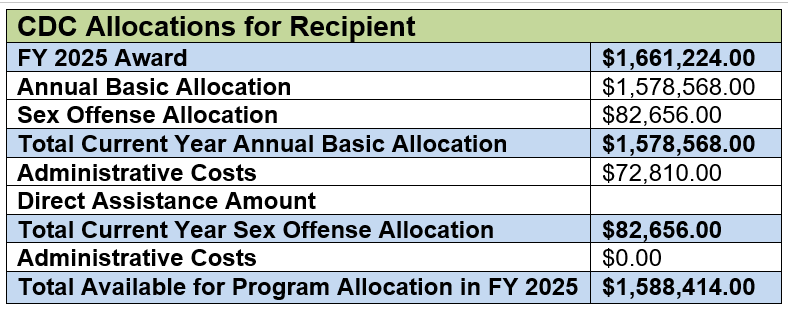 CDC Allocations for Recipient
FY 2025 Award $1,661,224.00
Annual Basic Allocation $1,578,568.00
Sex Offense Allocation $82,656.00
Total Current Year Annual Basic Allocation $1,578,568.00
Administrative Costs $72,810.00
Direct Assistance Amount
Total Current Year Sex Offense Allocation $82,656.00
Administrative Costs $0.00
Total Available for Program Allocation in FY 2025 $1,588,414.00